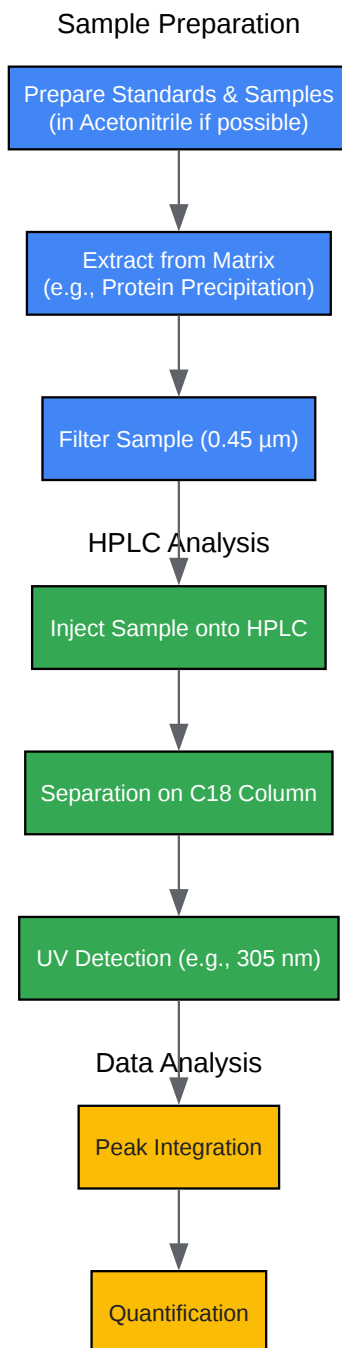 Sample Preparation
Prepare Standards & Samples
(in Acetonitrile if possible)
Extract from Matrix
(e.g., Protein Precipitation)
Filter Sample (0.45 µm)
HPLC Analysis
Inject Sample onto HPLC
Separation on C18 Column
UV Detection (e.g., 305 nm)
Data Analysis
Peak Integration
Quantification